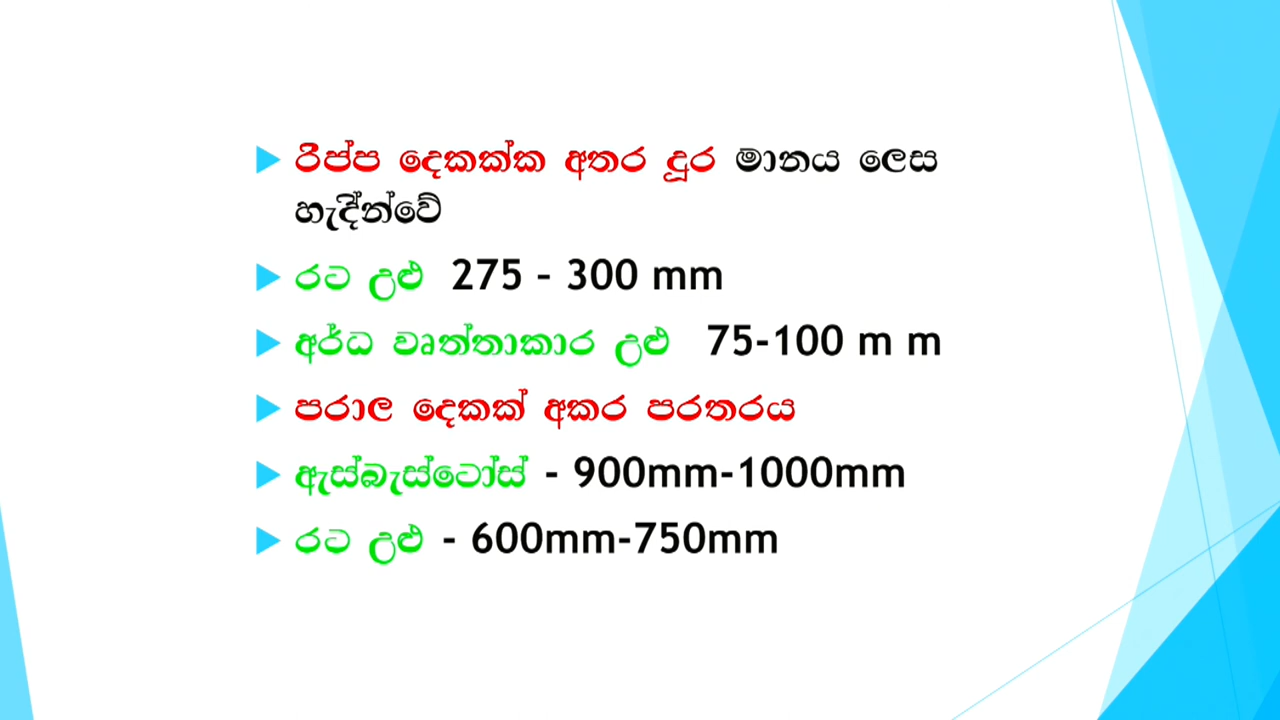 රීප්ප දෙකක්ක අතර දූර මානය ලෙස
හැදින්වේ
රට උළු 275 – 300 mm
අර්ධ වෘත්තාකාර උළු 75-100 m m
පරාල දෙකක් අකර පරතරය
ඇස්බැස්ටෝස් - 900mm-1000mm
රට උළු - 600mm-750mm